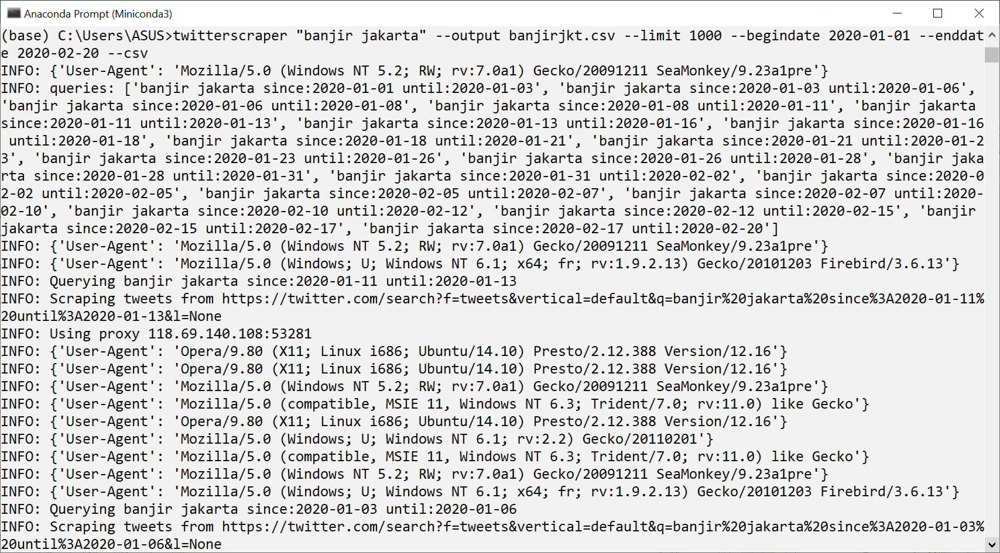 Anaconda Prompt (Miniconda3)
(base) C:\Users\ASUS>twitterscraper "banjir jakarta" --output banjirjkt.csv --limit 1000 --begindate 2020-01-01 --enddat
e 2020-02-20 --csv
INFO: {'User-Agent': 'Mozilla/5.0 (Windows NT 5.2; RW; rv:7.0a1) Gecko/20091211 SeaMonkey/9.23a1pre'}
INFO: queries: ['banjir jakarta since:2020-01-01 until:2020-01-03', 'banjir jakarta since:2020-01-03 until:2020-01-06',
'banjir jakarta since:2020-01-06 until:2020-01-08', 'banjir jakarta since:2020-01-08 until:2020-01-11', 'banjir jakarta
since:2020-01-11 until:2020-01-13', 'banjir jakarta since:2020-01-13 until:2020-01-16', 'banjir jakarta since:2020-01-16
 until:2020-01-18', 'banjir jakarta since:2020-01-18 until:2020-01-21', 'banjir jakarta since:2020-01-21 until:2020-01-2
3', 'banjir jakarta since:2020-01-23 until:2020-01-26', 'banjir jakarta since:2020-01-26 until:2020-01-28', 'banjir jaka
rta since:2020-01-28 until:2020-01-31', 'banjir jakarta since:2020-01-31 until:2020-02-02', 'banjir jakarta since:2020-0
2-02 until:2020-02-05', 'banjir jakarta since:2020-02-05 until:2020-02-07', 'banjir jakarta since:2020-02-07 until:2020-
02-10', 'banjir jakarta since:2020-02-10 until:2020-02-12', 'banjir jakarta since:2020-02-12 until:2020-02-15', 'banjir
jakarta since:2020-02-15 until:2020-02-17', 'banjir jakarta since:2020-02-17 until:2020-02-20']
INFO: {'User-Agent': 'Mozilla/5.0 (Windows NT 5.2; RW; rv:7.0a1) Gecko/20091211 SeaMonkey/9.23a1pre'}
INFO: {'User-Agent': 'Mozilla/5.0 (Windows; U; Windows NT 6.1; x64; fr; rv:1.9.2.13) Gecko/20101203 Firebird/3.6.13'}
INFO: Querying banjir jakarta since:2020-01-11 until:2020-01-13
INFO: Scraping tweets from https://twitter.com/search?f=tweets&vertical=default&q=banjir%20jakarta%20since%3A2020-01-11%
20until%3A2020-01-13&l=None
INFO: Using proxy 118.69.140.108:53281
INFO: {'User-Agent': 'Opera/9.80 (X11; Linux i686; Ubuntu/14.10) Presto/2.12.388 Version/12.16'}
INFO: {'User-Agent': 'Opera/9.80 (X11; Linux i686; Ubuntu/14.10) Presto/2.12.388 Version/12.16'}
INFO: {'User-Agent': 'Mozilla/5.0 (Windows NT 5.2; RW; rv:7.0a1) Gecko/20091211 SeaMonkey/9.23a1pre'}
INFO: {'User-Agent': 'Mozilla/5.0 (compatible, MSIE 11, Windows NT 6.3; Trident/7.0; rv:11.0) like Gecko'}
INFO: {'User-Agent': 'Opera/9.80 (X11; Linux i686; Ubuntu/14.10) Presto/2.12.388 Version/12.16'}
INFO: {'User-Agent': 'Mozilla/5.0 (Windows; U; Windows NT 6.1; rv:2.2) Gecko/20110201'}
INFO: {'User-Agent': 'Mozilla/5.0 (compatible, MSIE 11, Windows NT 6.3; Trident/7.0; rv:11.0) like Gecko'}
INFO: {'User-Agent': 'Mozilla/5.0 (Windows NT 5.2; RW; rv:7.0a1) Gecko/20091211 SeaMonkey/9.23a1pre'}
INFO: {'User-Agent': 'Mozilla/5.0 (Windows; U; Windows NT 6.1; x64; fr; rv:1.9.2.13) Gecko/20101203 Firebird/3.6.13'}
INFO: Querying banjir jakarta since:2020-01-03 until:2020-01-06
INFO: Scraping tweets from https://twitter.com/search?f=tweets&vertical=default&q=banjir%20jakarta%20since%3A2020-01-03%
20until%3A2020-01-06&l=None